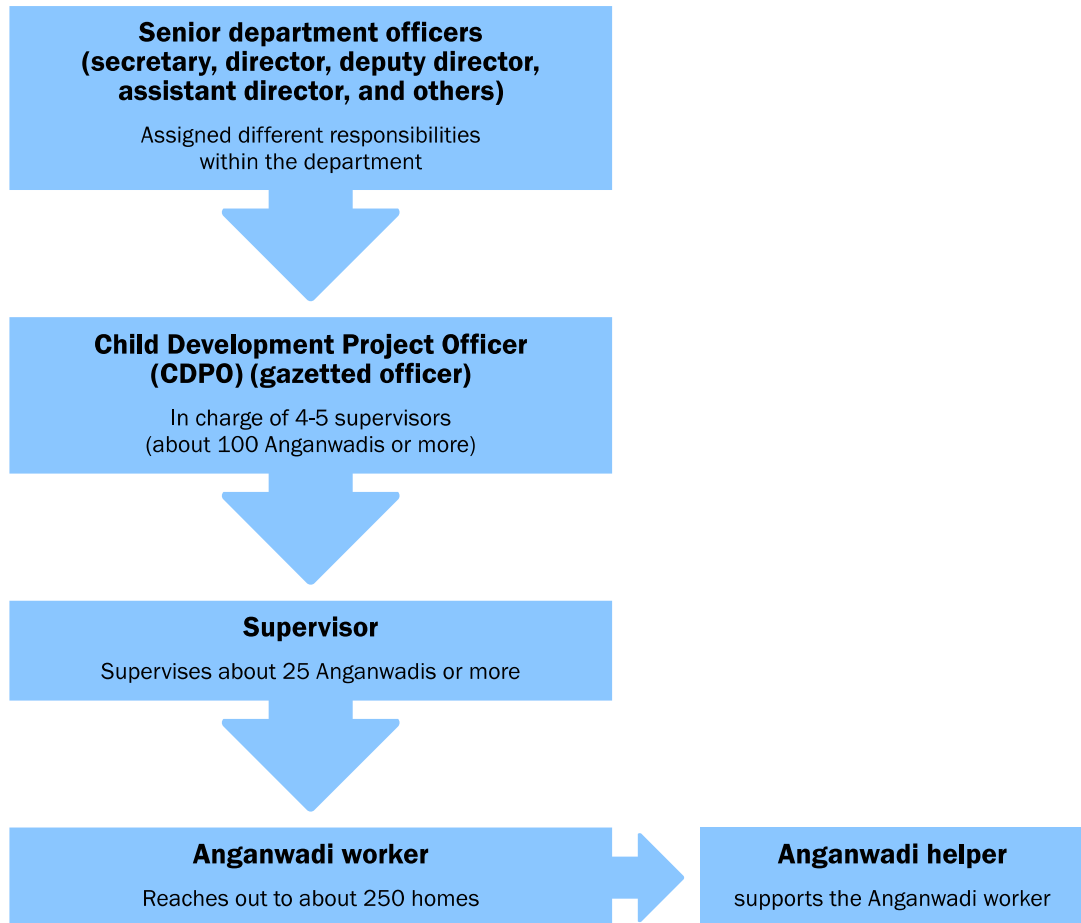 Senior department officers
(secretary, director, deputy director,
assistant director, and others)
Assigned different responsibilities
within the department
Child Development Project Officer
(CDPO) (gazetted officer)
In charge of 4-5 supervisors
(about 100 Anganwadis or more)
Supervisor
Supervises about 25 Anganwadis or more
Anganwadi worker
Reaches out to about 250 homes
Anganwadi helper
supports the Anganwadi worker